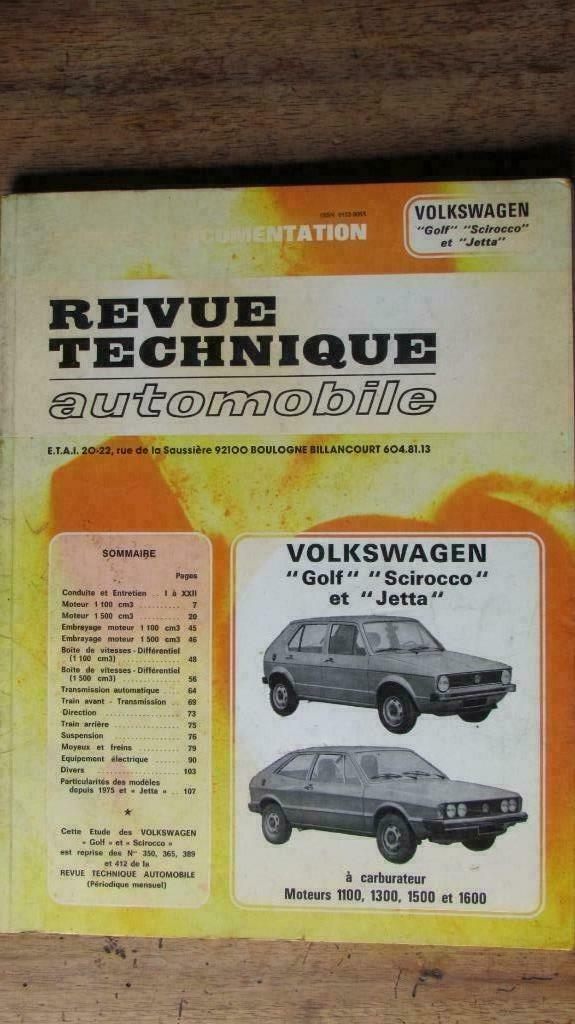 ISSN 0153-906X
CUMENTATION
VOLKSWAGEN
"Golf" "Scirocco"
et "Jetta"
REVUE
TECHNIQUE
automobile
E.T.A.I. 20-22, rue de la Saussière 92100 BOULOGNE BILLANCOURT 604.81.13
SOMMAIRE
Pages
Conduite et Entretien .. I à XXII
Moteur 1 100 cm3 .......... 7
Moteur 1 500 cm3 .......... 20
Embrayage moteur 1 100 cm3 45
Embrayage moteur 1 500 cm3 46
Boîte de vitesses - Différentiel
(1 100 cm3) .............. 48
Boîte de vitesses - Différentiel
(1 500 cm3) .............. 56
Transmission automatique ... 64
Train avant - Transmission .. 69
Direction .................. 73
Train arrière .............. 75
Suspension ................ 76
Moyeux et freins .......... 79
Equipement électrique ...... 90
Divers .................... 103
Particularités des modèles
depuis 1975 et « Jetta » .. 107
★
Cette Etude des VOLKSWAGEN
« Golf » et « Scirocco »
est reprise des N°ˢ 350, 365, 389
et 412 de la
REVUE TECHNIQUE AUTOMOBILE
(Périodique mensuel)
VOLKSWAGEN
"Golf" "Scirocco"
et "Jetta"
à carburateur
Moteurs 1100, 1300, 1500 et 1600